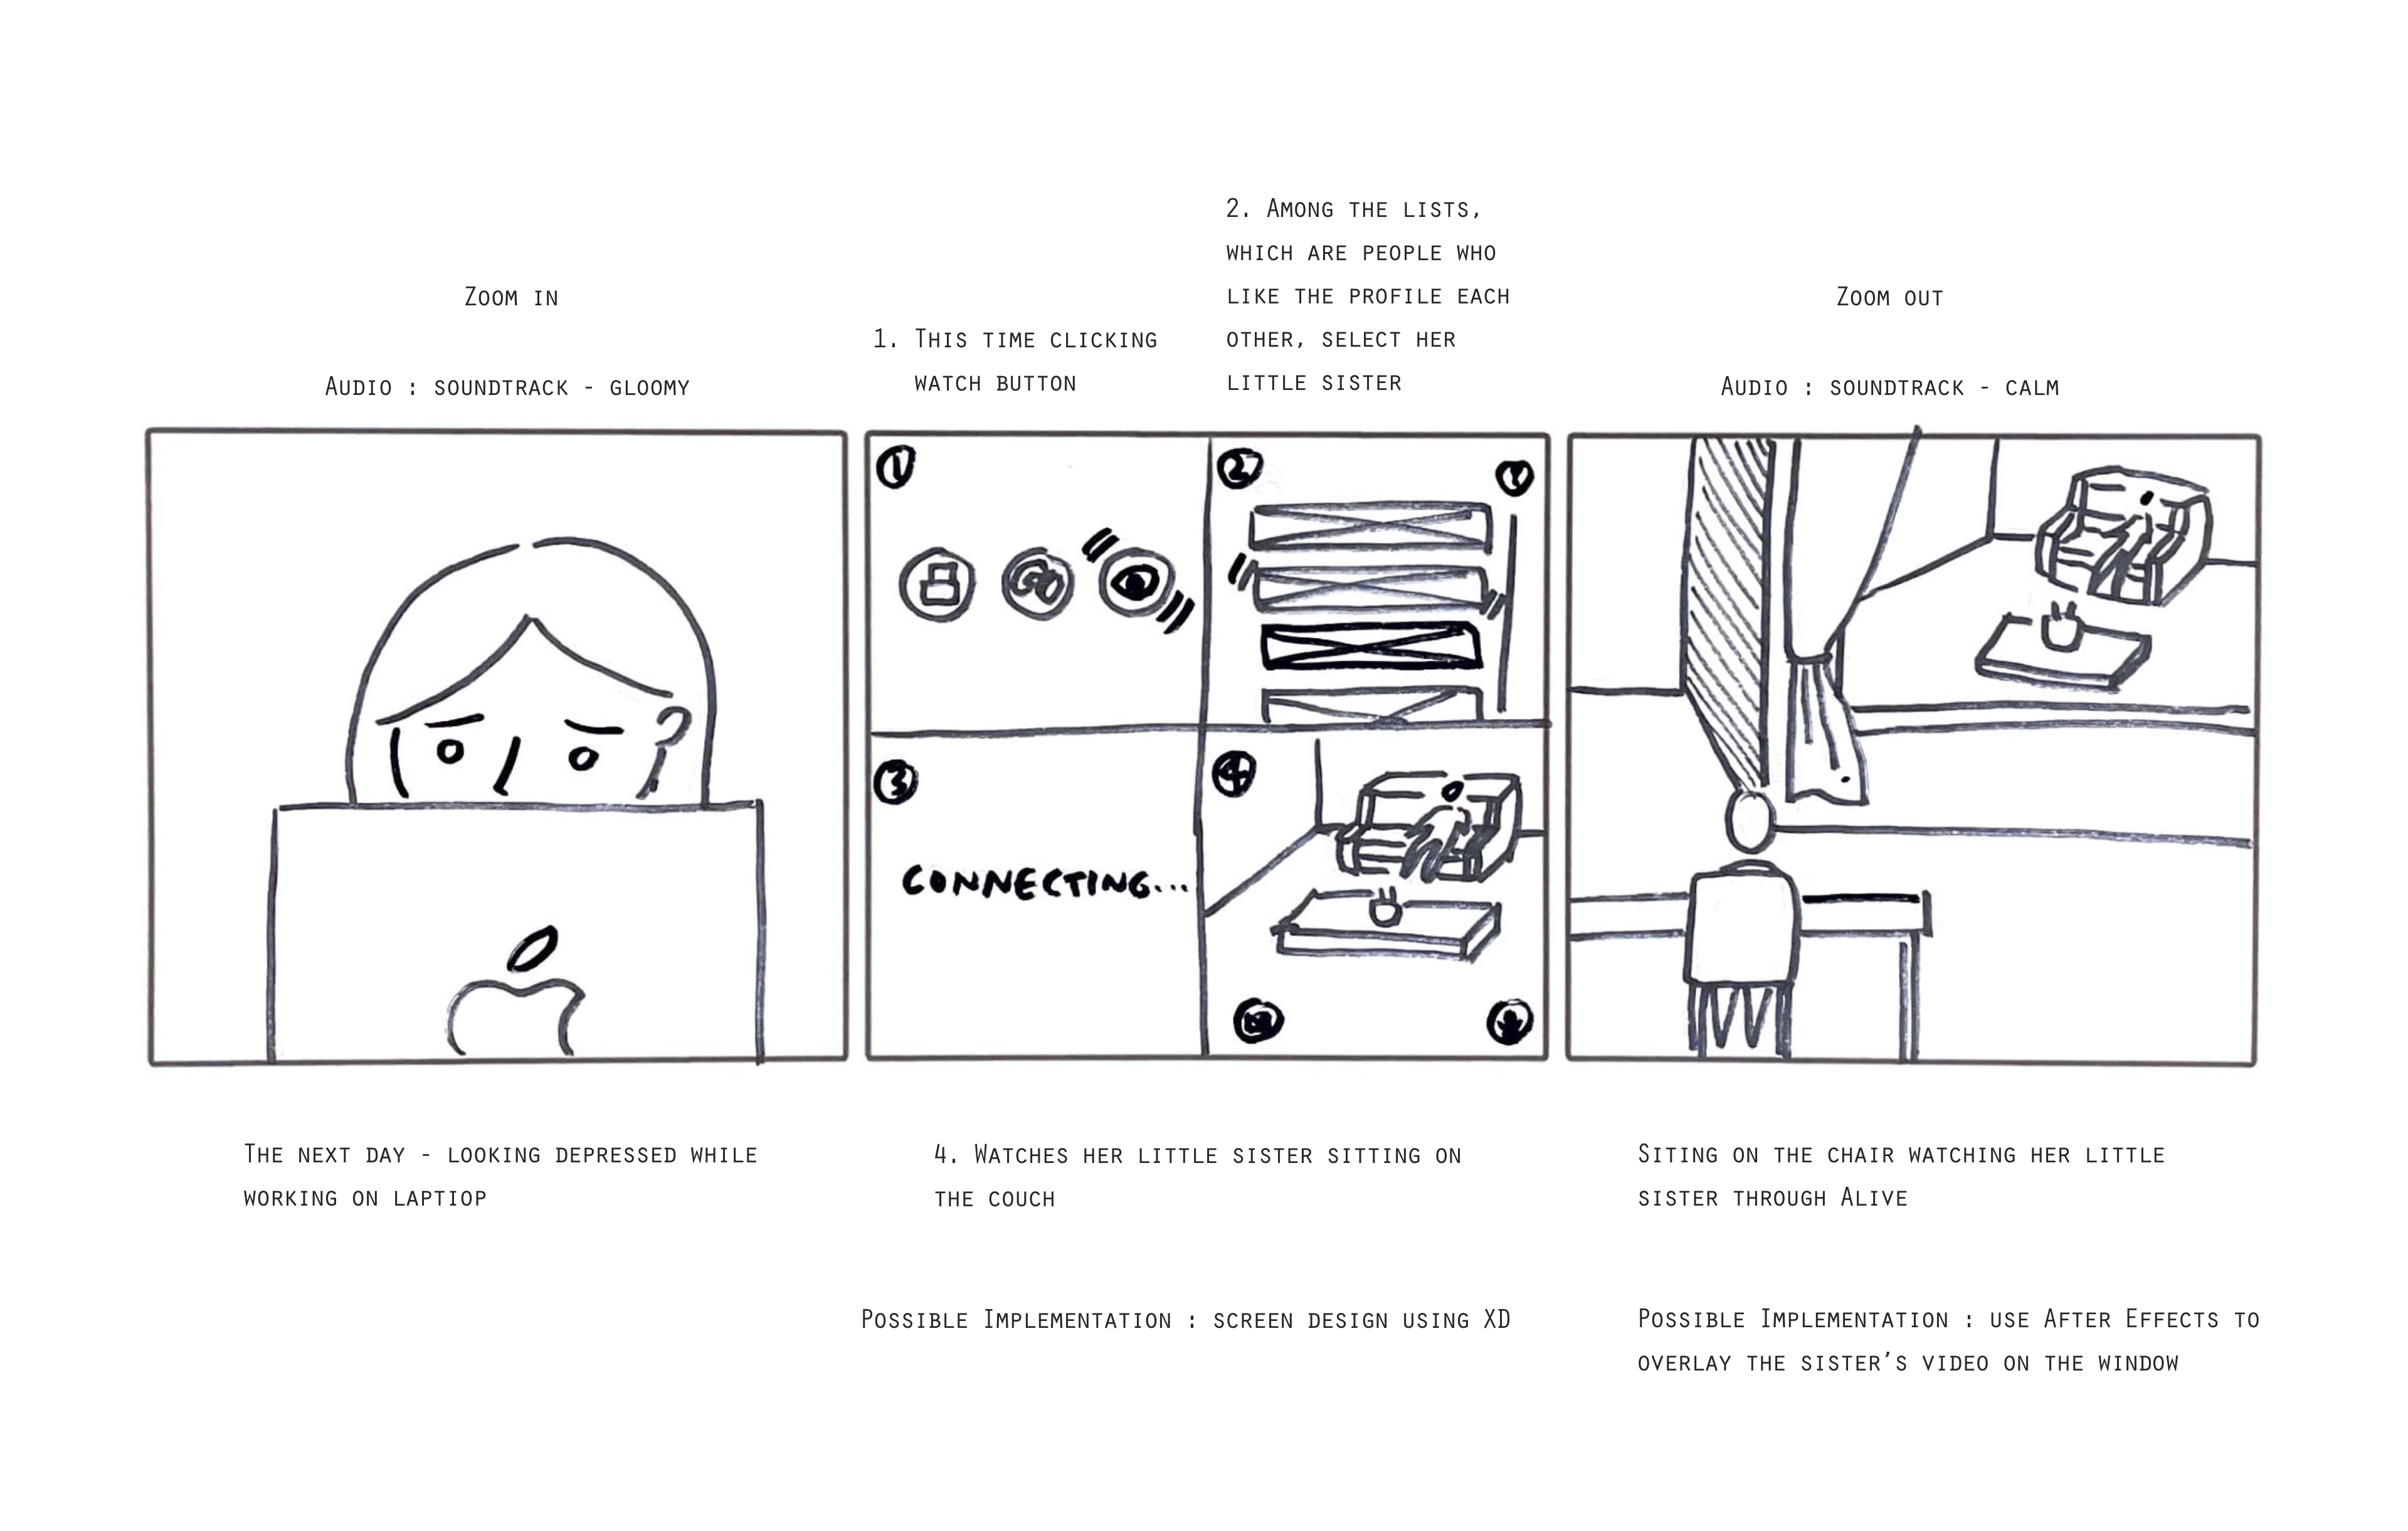 Zoom in
Audio : soundtrack - gloomy
1. This time clicking
watch button
2. Among the lists,
which are people who
like the profile each
other, select her
little sister
Zoom out
Audio : soundtrack - calm
1
2
3
CONNECTING...
4
The next day - looking depressed while
working on laptiop
4. Watches her little sister sitting on
the couch
Possible Implementation : screen design using XD
Siting on the chair watching her little
sister through Alive
Possible Implementation : use After Effects to
overlay the sister's video on the window